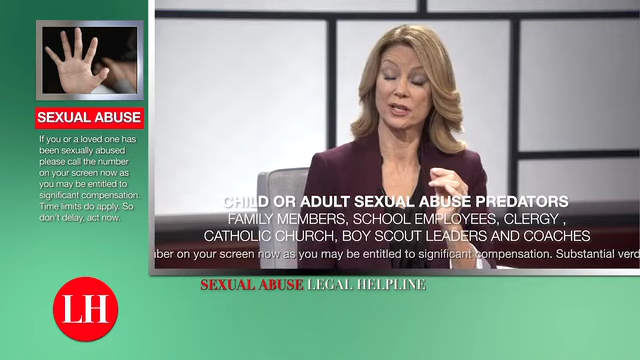 SEXUAL ABUSE
If you or a loved one has
been sexually abused
please call the number
on your screen now as
you may be entitled to
significant compensation.
Time limits do apply. So
don't delay, act now.
CHILD OR ADULT SEXUAL ABUSE PREDATORS
FAMILY MEMBERS, SCHOOL EMPLOYEES, CLERGY ,
CATHOLIC CHURCH, BOY SCOUT LEADERS AND COACHES
on your screen now as you may be entitled to significant compensation. Substantial
SEXUAL ABUSE LEGAL HELPLINE
LH